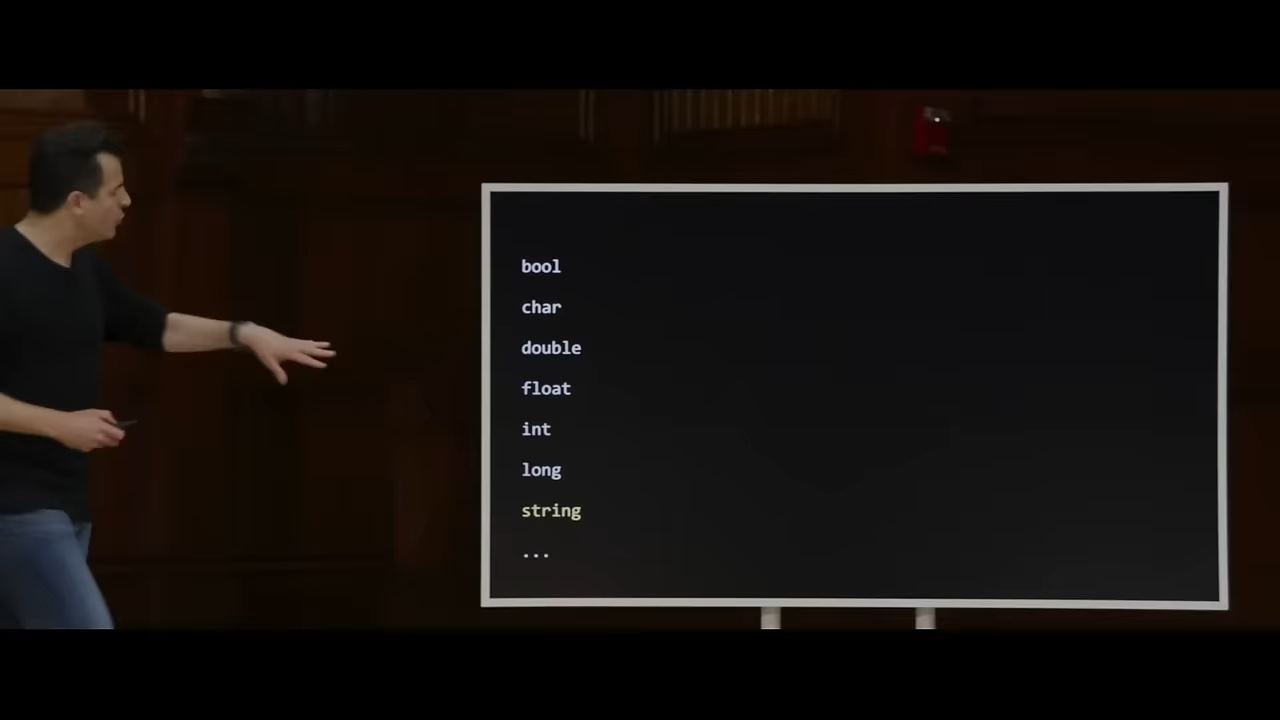 bool
char
double
float
int
long
string
...